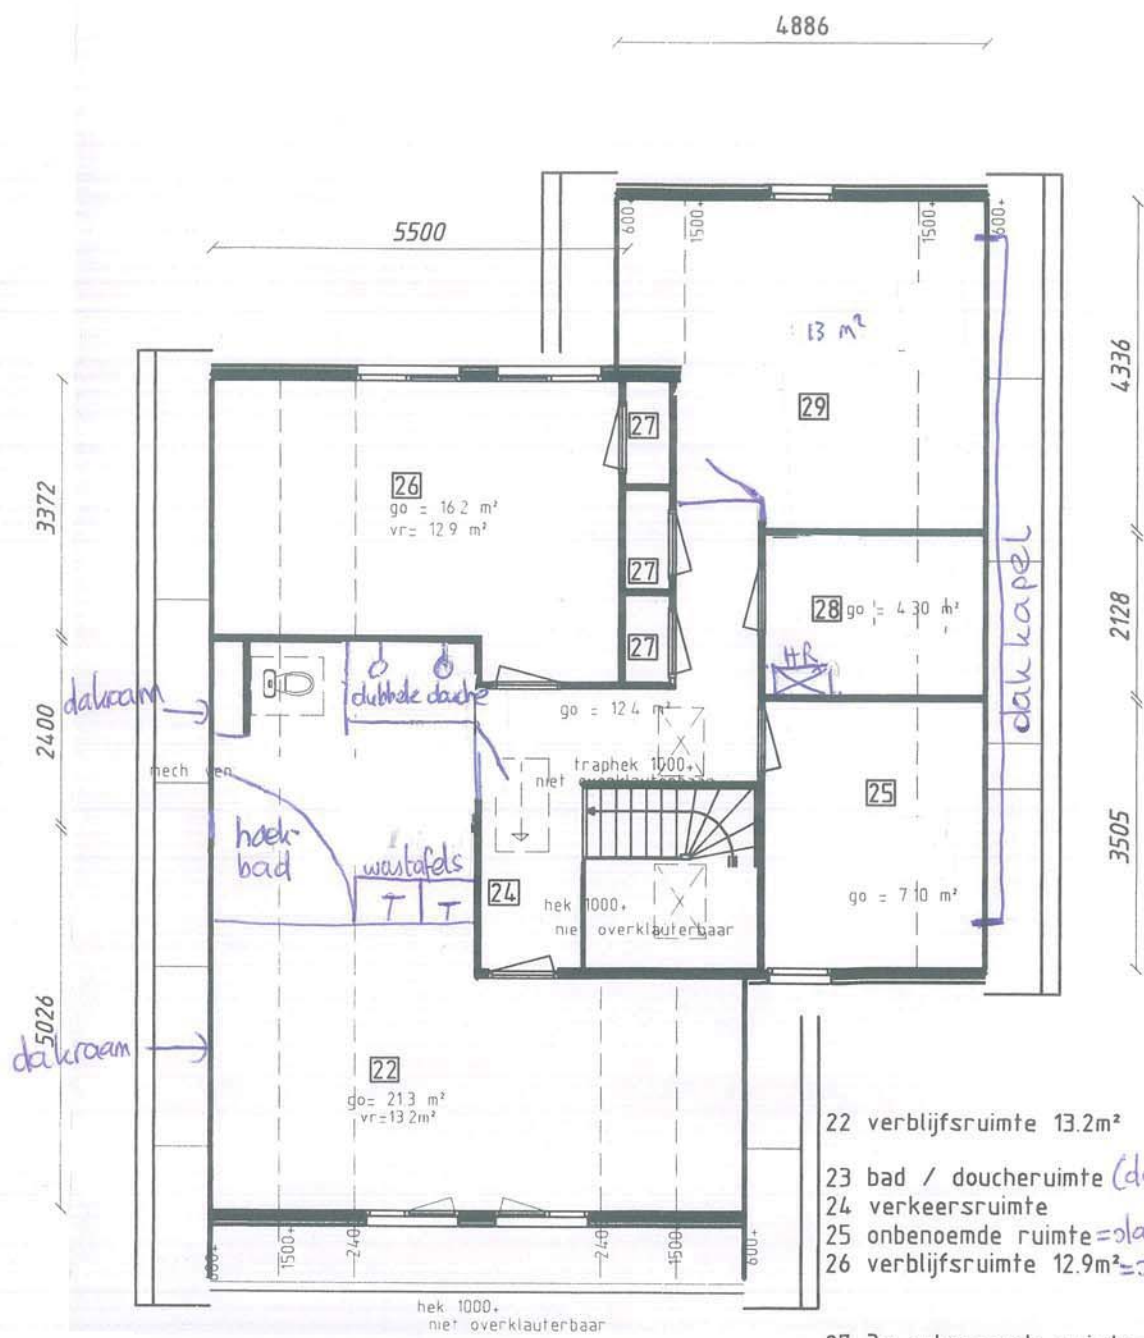 4886
5500
600+
1500+
1500+
600+
13 m²
29
4336
27
26
go = 16.2 m²
vr= 12.9 m²
3372
27
28
go = 4.30 m²
2128
27
HR
dakkapel
dakraam
dubbele douche
go = 12.4 m²
2400
traphek 1000+
niet overklauterbaar
mech ven
25
3505
hoek-
bad
wastafels
T T
24
go = 7.10 m²
hek 1000+
niet overklauterbaar
5026
dakraam
22
go= 21.3 m²
vr=13.2m²
22 verblijfsruimte 13.2m²
23 bad / doucheruimte
24 verkeersruimte
25 onbenoemde ruimte
26 verblijfsruimte 12.9m²
600+
1500+
240
240
1500+
600+
hek 1000+
niet overklauterbaar